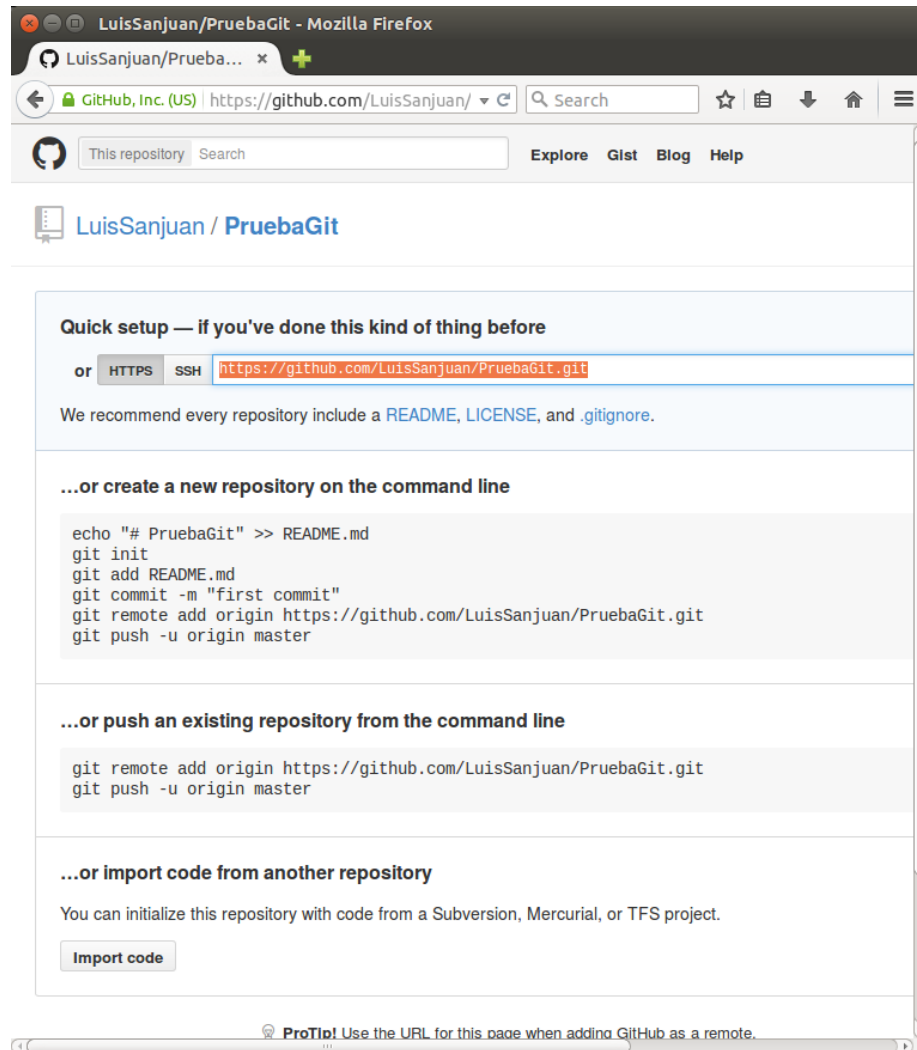 LuisSanjuan/PruebaGit - Mozilla Firefox
LuisSanjuan/Prueba...
GitHub, Inc. (US) https://github.com/LuisSanjuan/ Search
This repository Search Explore Gist Blog Help
LuisSanjuan / PruebaGit
Quick setup — if you've done this kind of thing before
or HTTPS SSH https://github.com/LuisSanjuan/PruebaGit.git
We recommend every repository include a README, LICENSE, and .gitignore.
…or create a new repository on the command line
echo "# PruebaGit" >> README.md
git init
git add README.md
git commit -m "first commit"
git remote add origin https://github.com/LuisSanjuan/PruebaGit.git
git push -u origin master
…or push an existing repository from the command line
git remote add origin https://github.com/LuisSanjuan/PruebaGit.git
git push -u origin master
…or import code from another repository
You can initialize this repository with code from a Subversion, Mercurial, or TFS project.
Import code
ProTip! Use the URL for this page when adding GitHub as a remote.